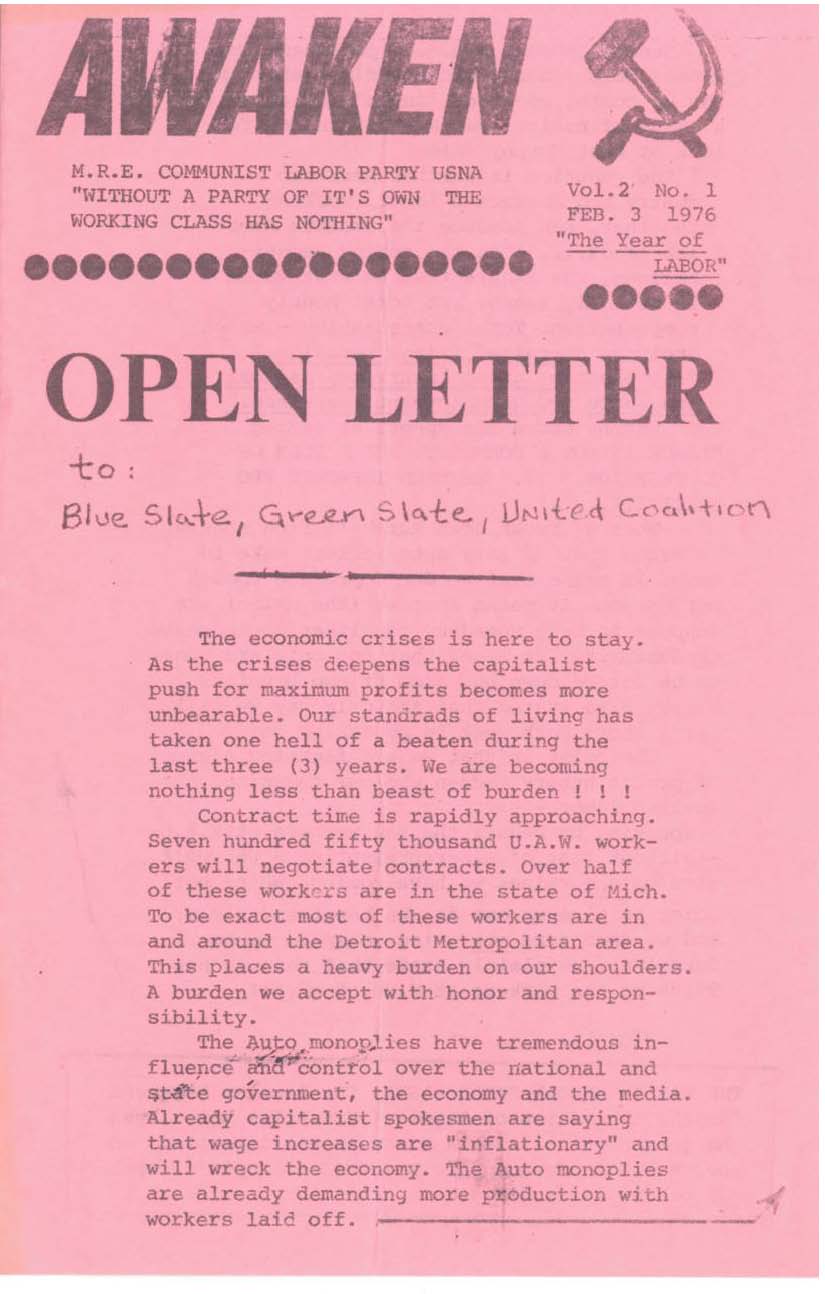 AWAKEN
M.R.E. COMMUNIST LABOR PARTY USNA
"WITHOUT A PARTY OF IT'S OWN THE
WORKING CLASS HAS NOTHING"
Vol.2 No. 1
FEB. 3 1976
"The Year of
LABOR"
OPEN LETTER
to:
Blue Slate, Green Slate, United Coalition
The economic crises is here to stay.
As the crises deepens the capitalist
push for maximum profits becomes more
unbearable. Our standrads of living has
taken one hell of a beaten during the
last three (3) years. We are becoming
nothing less than beast of burden ! ! !
Contract time is rapidly approaching.
Seven hundred fifty thousand U.A.W. work-
ers will negotiate contracts. Over half
of these workers are in the state of Mich.
To be exact most of these workers are in
and around the Detroit Metropolitan area.
This places a heavy burden on our shoulders.
A burden we accept with honor and respon-
sibility.
The Auto monoplies have tremendous in-
fluence and control over the national and
state government, the economy and the media.
Already capitalist spokesmen are saying
that wage increases are "inflationary" and
will wreck the economy. The Auto monoplies
are already demanding more production with
workers laid off.